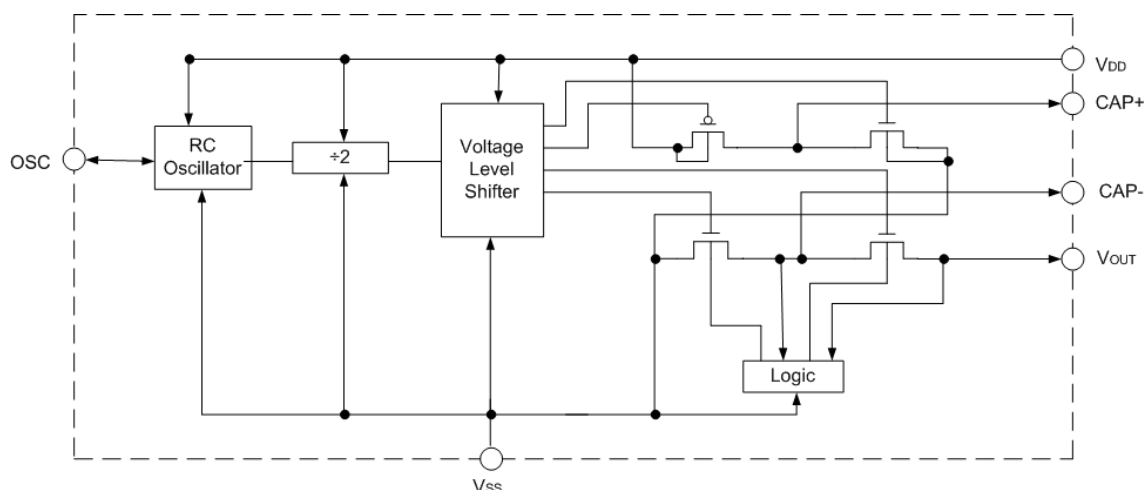 VDD
CAP+
RC
Oscillator
OSC
÷2
Voltage
Level
Shifter
CAP-
VOUT
Logic
VSS